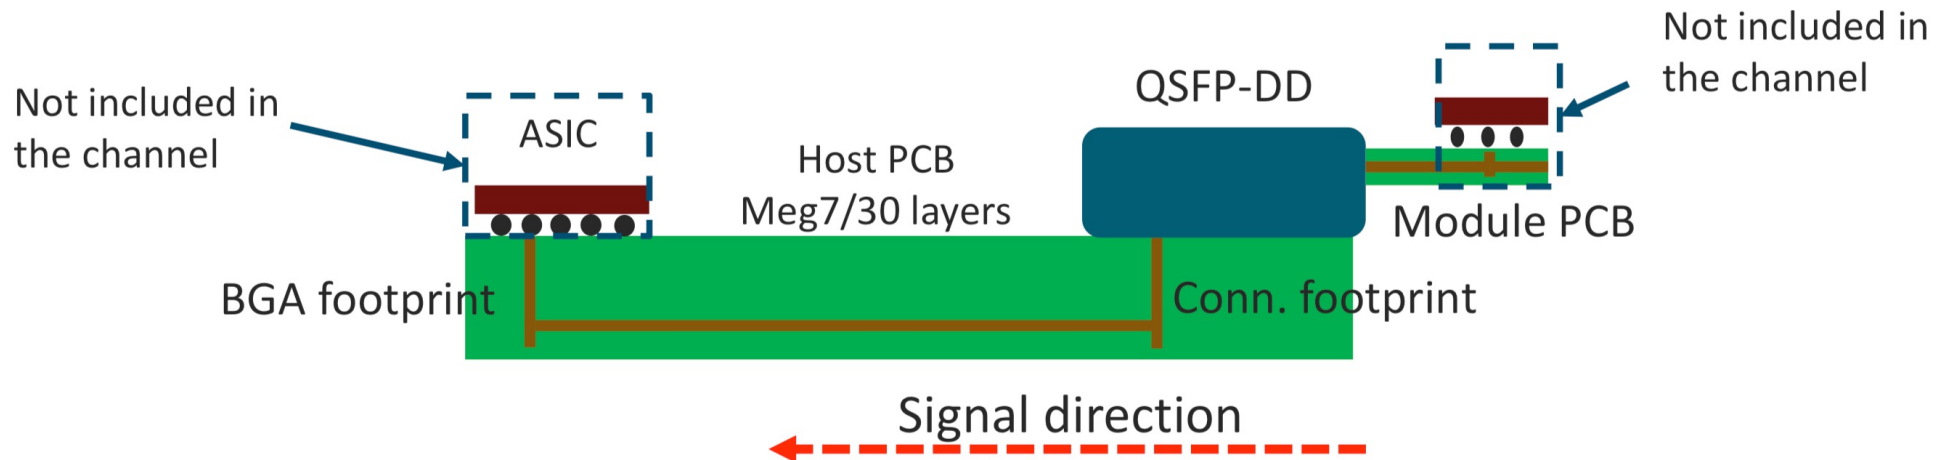 Not included in
the channel
ASIC
Host PCB
Meg7/30 layers
QSFP-DD
Not included in
the channel
Module PCB
BGA footprint
Conn. footprint
Signal direction